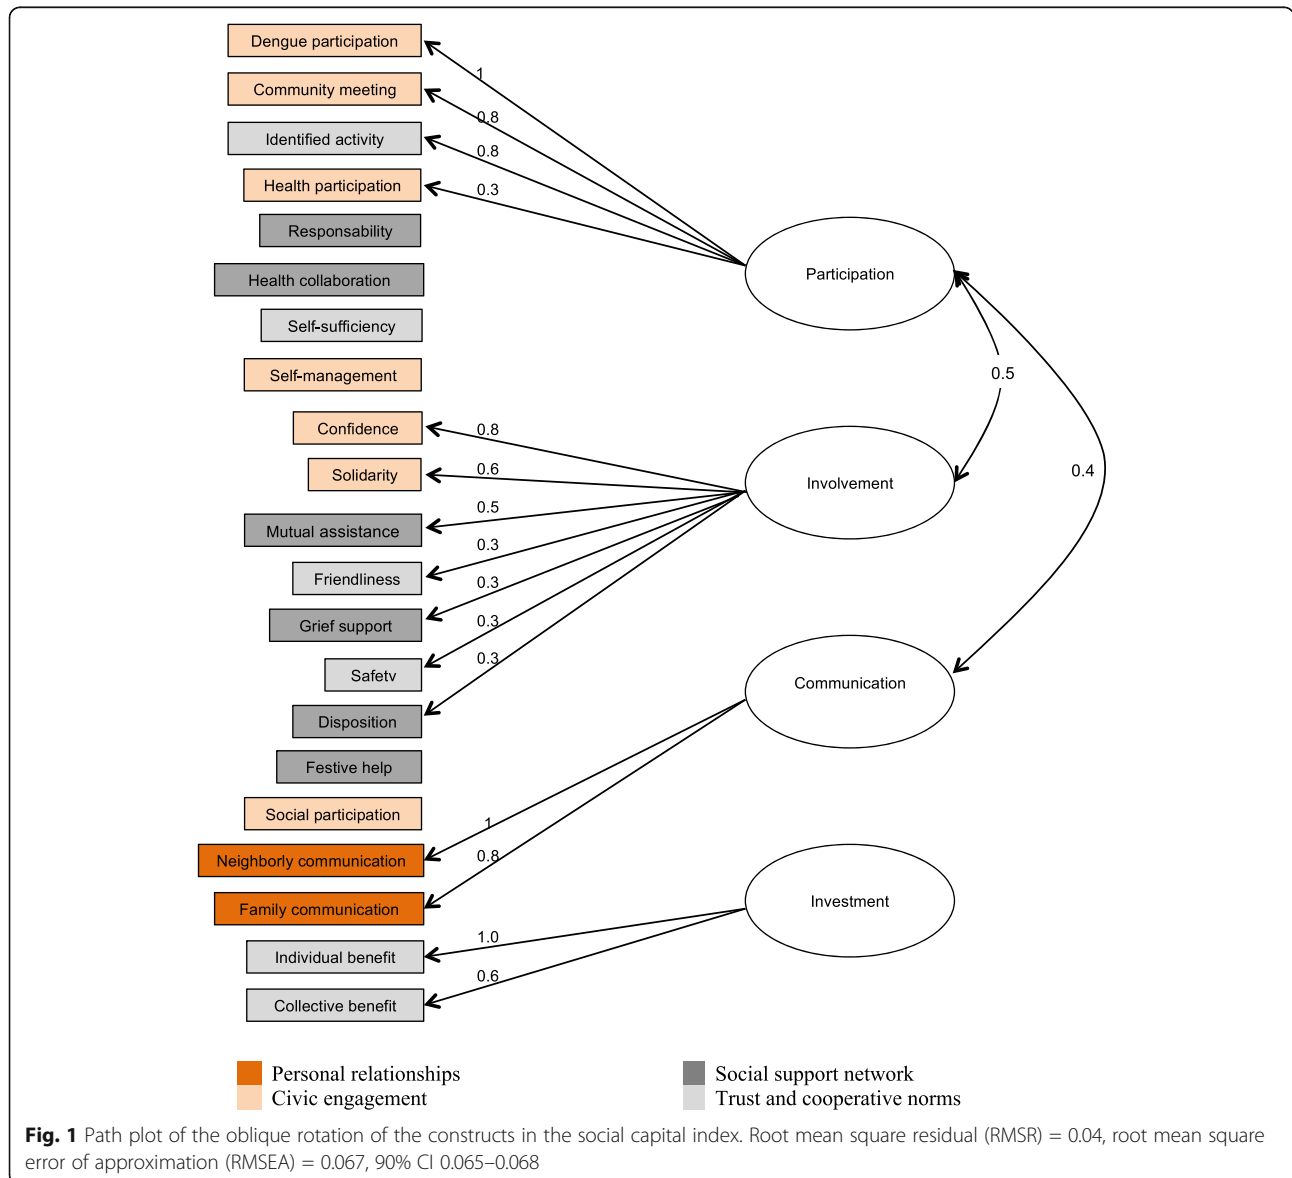 Dengue participation
1
Community meeting
0.8
Identified activity
0.8
Health participation
0.3
Responsability
Health collaboration
Self-sufficiency
Self-management
Confidence
0.8
Solidarity
0.6
Mutual assistance
0.5
Friendliness
0.3
Grief support
0.3
Safetv
0.3
Disposition
0.3
Festive help
Social participation
Neighborly communication
1
Family communication
0.8
Individual benefit
1.0
Collective benefit
0.6
Participation
0.5
Involvement
0.4
Communication
Investment
Personal relationships
Civic engagement
Social support network
Trust and cooperative norms
Fig. 1 Path plot of the oblique rotation of the constructs in the social capital index. Root mean square residual (RMSR) = 0.04, root mean square
error of approximation (RMSEA) = 0.067, 90% CI 0.065–0.068